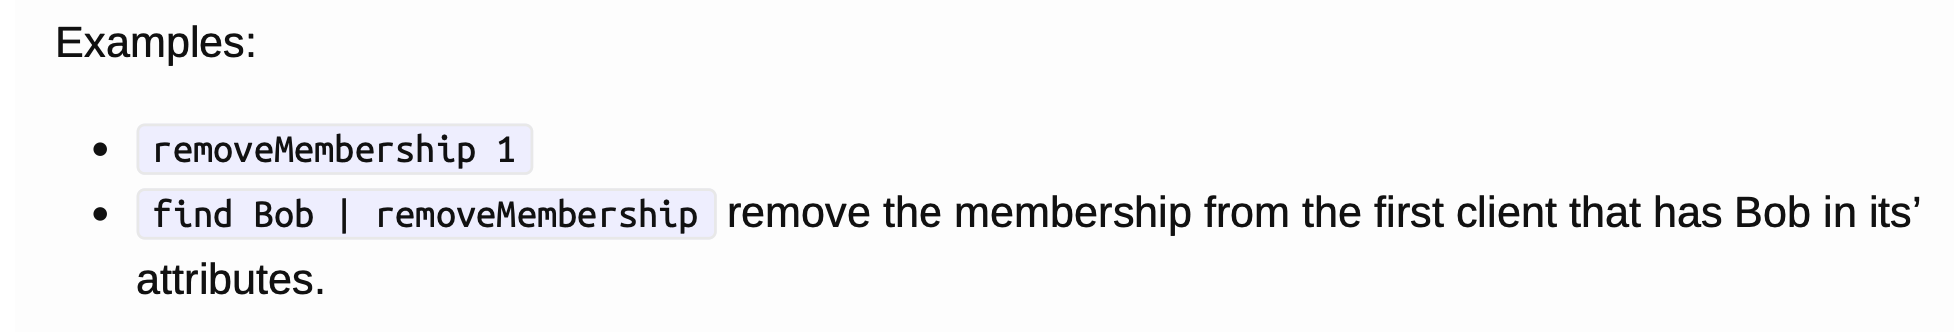 Examples:
removeMembership 1
find Bob | removeMembership remove the membership from the first client that has Bob in its’
attributes.